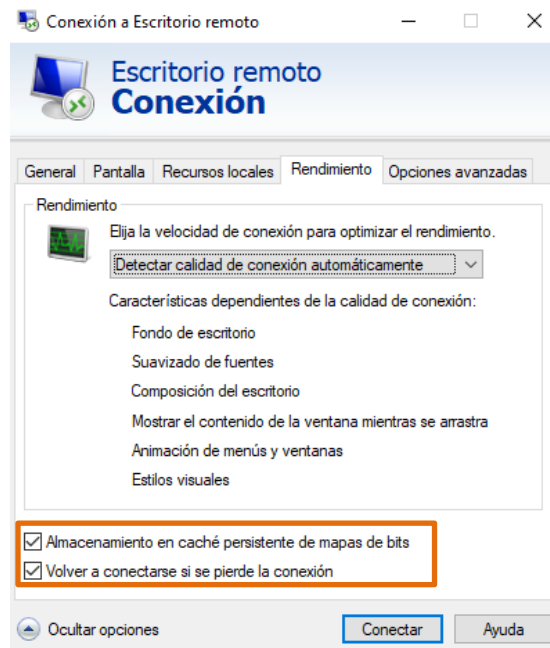 Conexión a Escritorio remoto
Escritorio remoto
Conexión
General Pantalla Recursos locales Rendimiento Opciones avanzadas
Rendimiento
Elija la velocidad de conexión para optimizar el rendimiento.
Detectar calidad de conexión automáticamente
Características dependientes de la calidad de conexión:
Fondo de escritorio
Suavizado de fuentes
Composición del escritorio
Mostrar el contenido de la ventana mientras se arrastra
Animación de menús y ventanas
Estilos visuales
Almacenamiento en caché persistente de mapas de bits
Volver a conectarse si se pierde la conexión
Ocultar opciones Conectar Ayuda